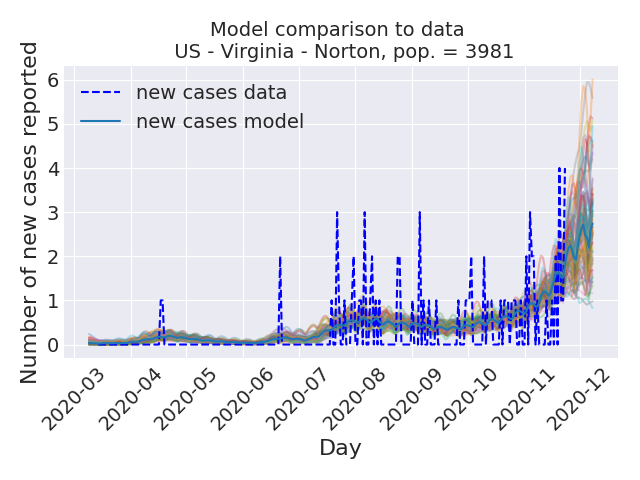 Model comparison to data
US - Virginia - Norton, pop. = 3981
Number of new cases reported
6
5
4
3
2
1
0
new cases data
new cases model
2020-03
2020-04
2020-05
2020-06
2020-07
2020-08
2020-09
2020-10
2020-11
2020-12
Day